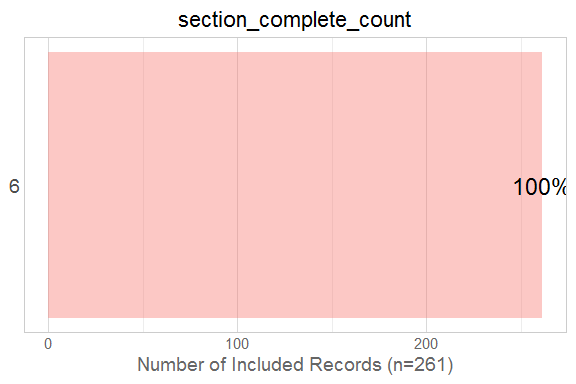 section_complete_count
6
100%
0
100
200
Number of Included Records (n=261)